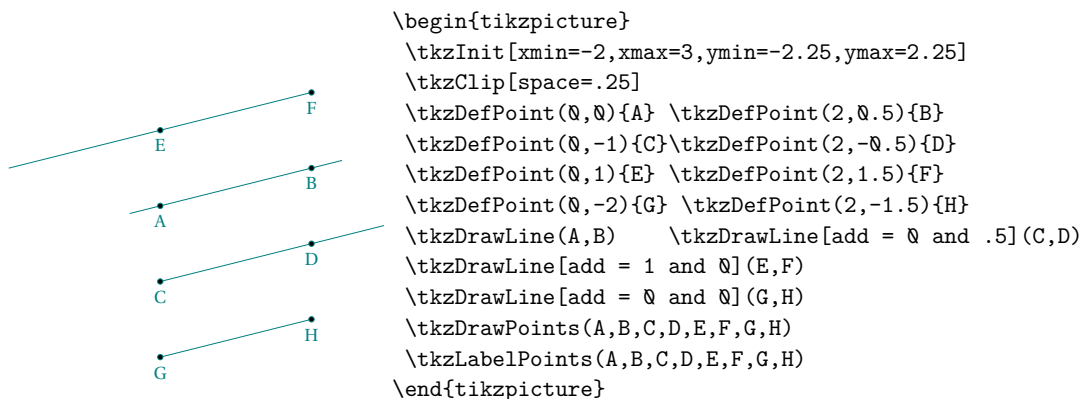 \begin{tikzpicture}
\tkzInit[xmin=-2,xmax=3,ymin=-2.25,ymax=2.25]
\tkzClip[space=.25]
\tkzDefPoint(0,0){A} \tkzDefPoint(2,0.5){B}
\tkzDefPoint(0,-1){C}\tkzDefPoint(2,-0.5){D}
\tkzDefPoint(0,1){E} \tkzDefPoint(2,1.5){F}
\tkzDefPoint(0,-2){G} \tkzDefPoint(2,-1.5){H}
\tkzDrawLine(A,B)    \tkzDrawLine[add = 0 and .5](C,D)
\tkzDrawLine[add = 1 and 0](E,F)
\tkzDrawLine[add = 0 and 0](G,H)
\tkzDrawPoints(A,B,C,D,E,F,G,H)
\tkzLabelPoints(A,B,C,D,E,F,G,H)
\end{tikzpicture}
F
E
B
A
D
C
H
G